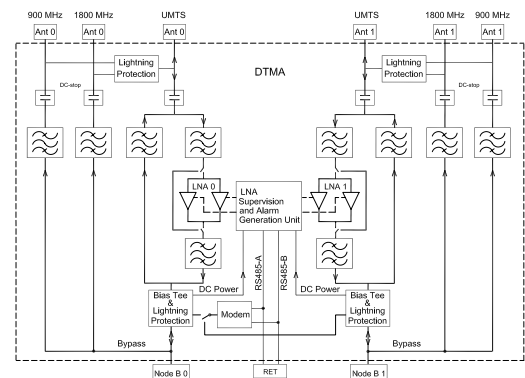 900 MHz 1800 MHz UMTS UMTS 1800 MHz 900 MHz
Ant 0 Ant 0 Ant 0 Ant 1 Ant 1 Ant 1
Lightning
Protection
DTMA
Lightning
Protection
DC-stop
DC-stop
LNA 0
LNA
Supervision
and Alarm
Generation Unit
LNA 1
RS485-A
RS485-B
DC Power
DC Power
Bias Tee
&
Lightning
Protection
Modem
Bias Tee
&
Lightning
Protection
Bypass
Bypass
Node B 0
RET
Node B 1